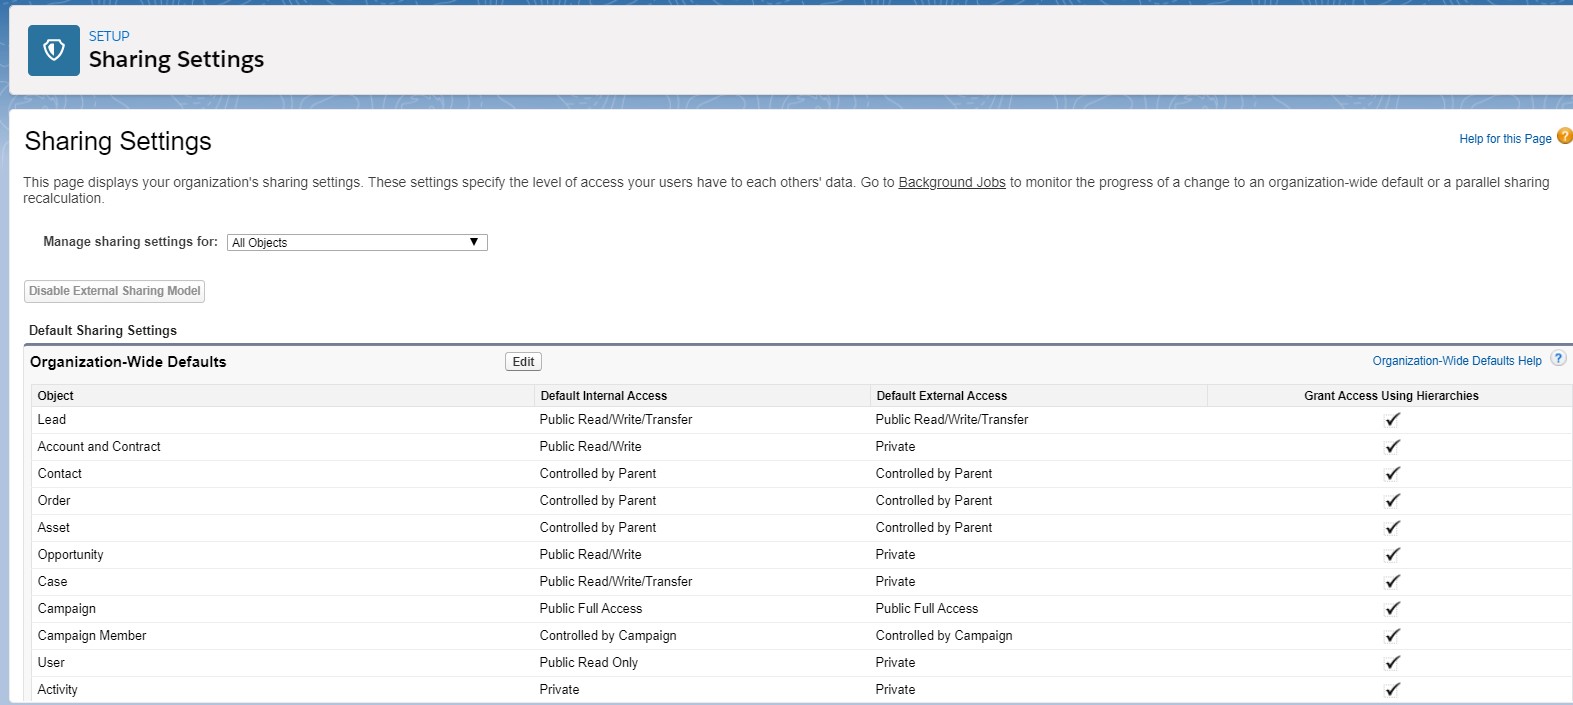 SETUP
Sharing Settings
Sharing Settings
Help for this Page ?
This page displays your organization's sharing settings. These settings specify the level of access your users have to each others' data. Go to Background Jobs to monitor the progress of a change to an organization-wide default or a parallel sharing
recalculation.
Manage sharing settings for: All Objects
Disable External Sharing Model
Default Sharing Settings
Organization-Wide Defaults Edit Organization-Wide Defaults Help ?
Object Default Internal Access Default External Access Grant Access Using Hierarchies
Lead Public Read/Write/Transfer Public Read/Write/Transfer ✓
Account and Contract Public Read/Write Private ✓
Contact Controlled by Parent Controlled by Parent ✓
Order Controlled by Parent Controlled by Parent ✓
Asset Controlled by Parent Controlled by Parent ✓
Opportunity Public Read/Write Private ✓
Case Public Read/Write/Transfer Private ✓
Campaign Public Full Access Public Full Access ✓
Campaign Member Controlled by Campaign Controlled by Campaign ✓
User Public Read Only Private ✓
Activity Private Private ✓